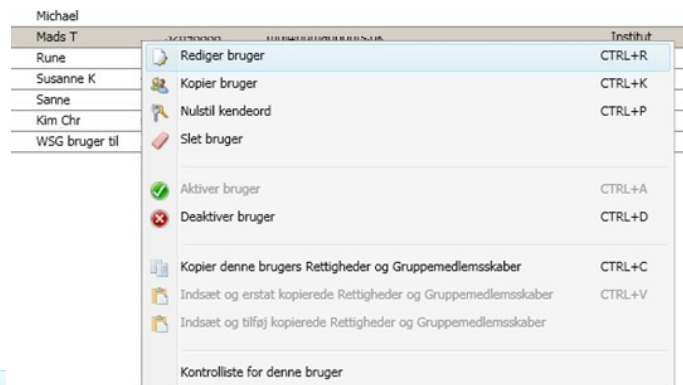 Michael
Mads T Institut
Rune
Susanne K
Sanne
Kim Chr
WSG bruger til
Rediger bruger CTRL+R
Kopier bruger CTRL+K
Nulstil kendeord CTRL+P
Slet bruger
Aktiver bruger CTRL+A
Deaktiver bruger CTRL+D
Kopier denne brugers Rettigheder og Gruppemedlemsskaber CTRL+C
Indsæt og erstat kopierede Rettigheder og Gruppemedlemsskaber CTRL+V
Indsæt og tilføj kopierede Rettigheder og Gruppemedlemsskaber
Kontrolliste for denne bruger